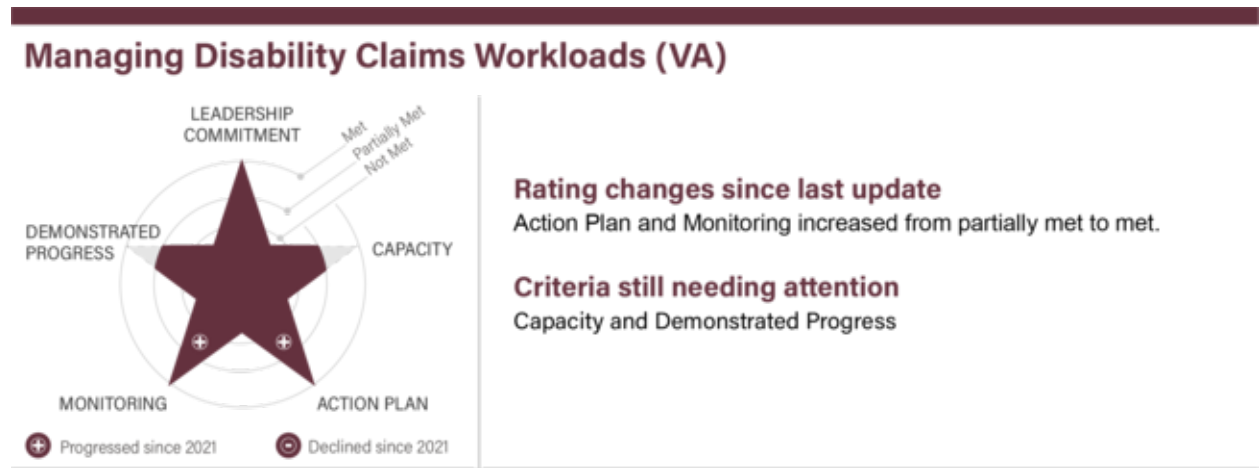 Managing Disability Claims Workloads (VA)
LEADERSHIP
COMMITMENT
Met
Partially Met
Not Met
DEMONSTRATED
PROGRESS
CAPACITY
MONITORING
ACTION PLAN
Progressed since 2021
Declined since 2021
Rating changes since last update
Action Plan and Monitoring increased from partially met to met.
Criteria still needing attention
Capacity and Demonstrated Progress